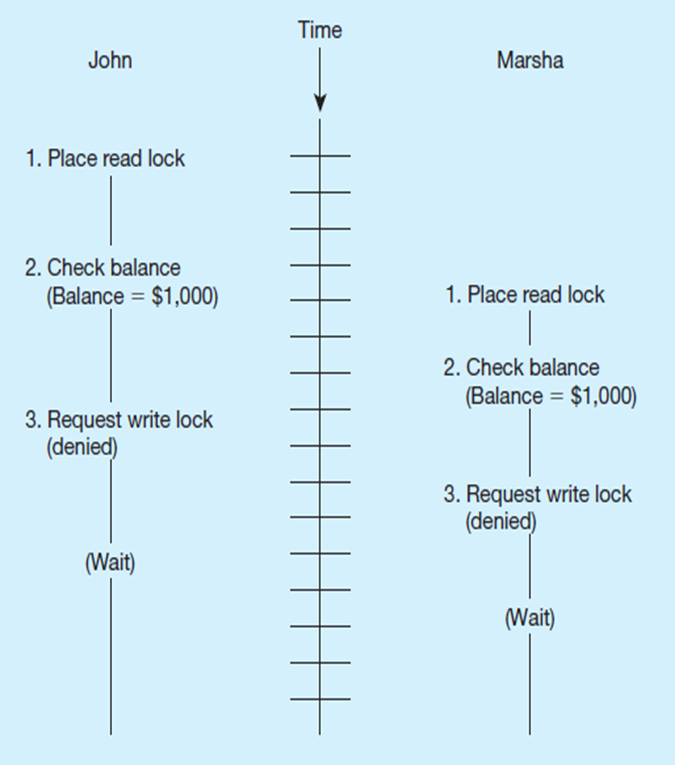 Time
John
Marsha
1. Place read lock
2. Check balance
(Balance = $1,000)
3. Request write lock
(denied)
(Wait)
1. Place read lock
2. Check balance
(Balance = $1,000)
3. Request write lock
(denied)
(Wait)